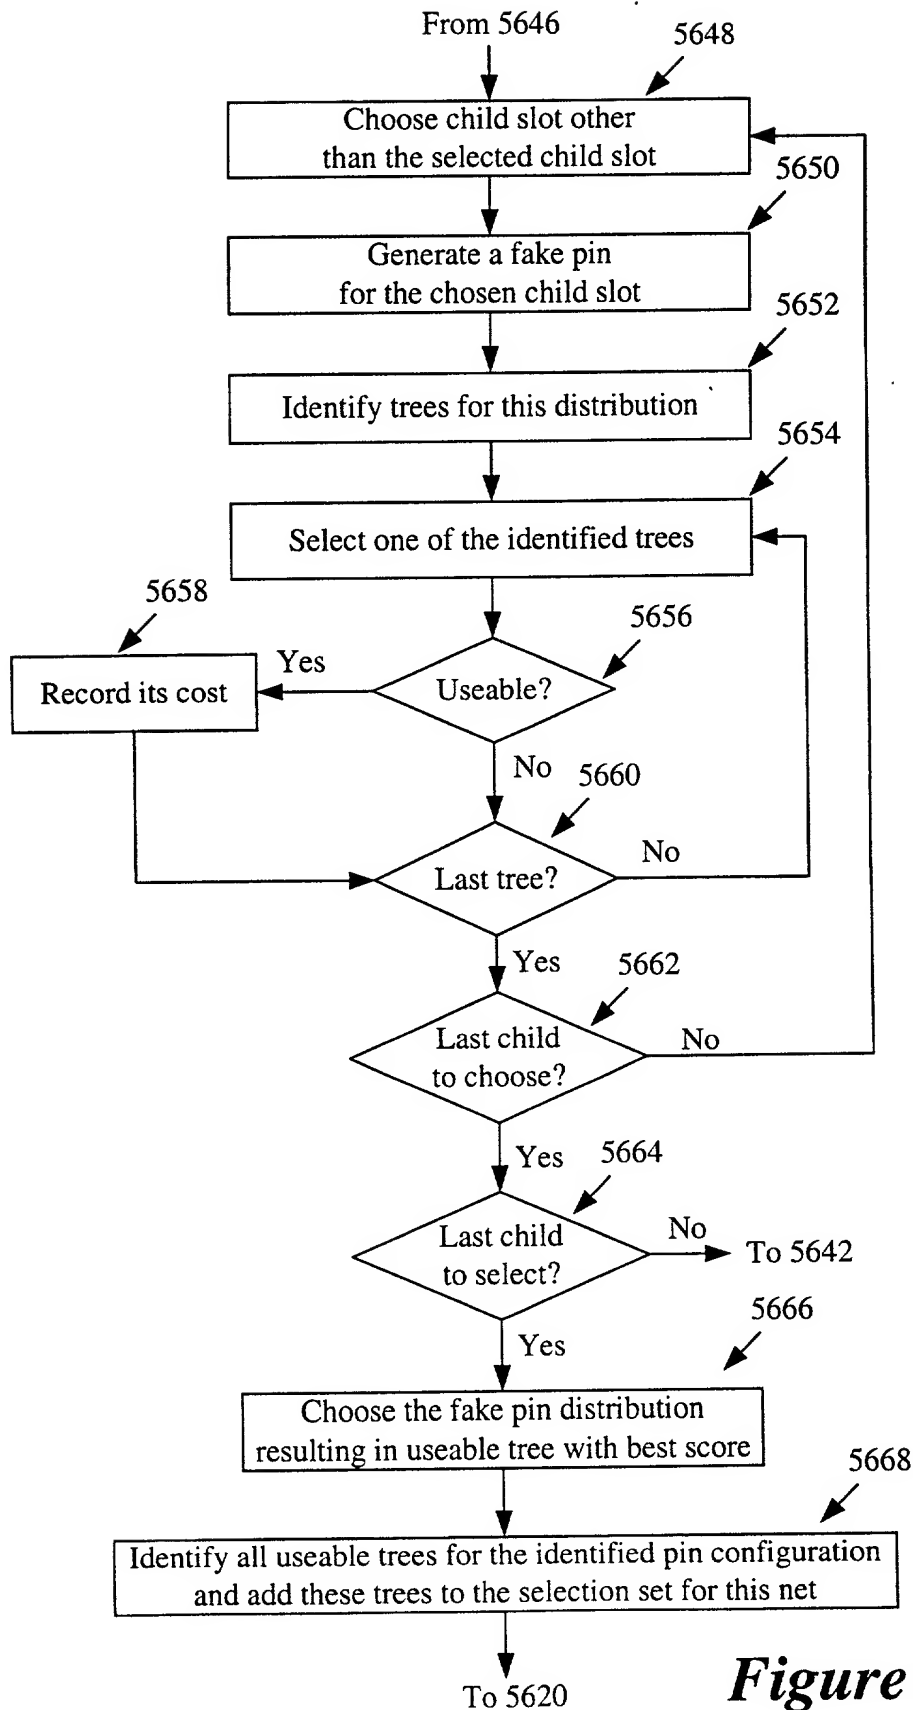 From 5646
5648
Choose child slot other
than the selected child slot
5650
Generate a fake pin
for the chosen child slot
5652
Identify trees for this distribution
5654
Select one of the identified trees
5658
5656
Yes
Useable?
Record its cost
No
5660
No
Last tree?
Yes
5662
Last child
to choose?
No
Yes
5664
Last child
to select?
No
To 5642
5666
Yes
Choose the fake pin distribution
resulting in useable tree with best score
5668
Identify all useable trees for the identified pin configuration
and add these trees to the selection set for this net
To 5620
Figure